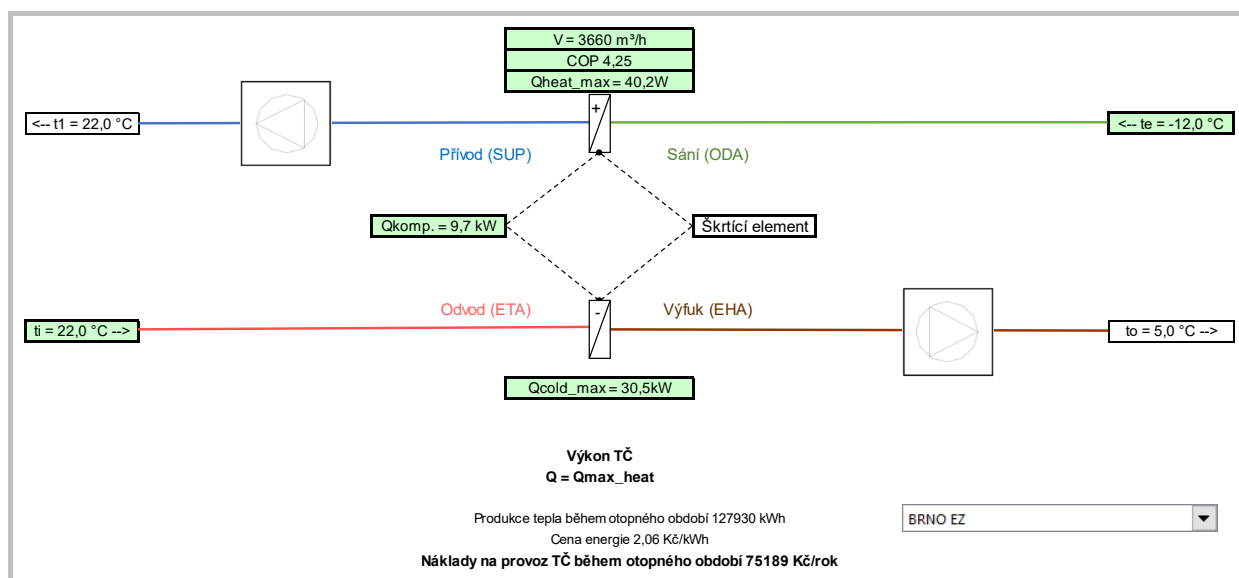 V = 3660 m³/h
COP 4,25
Qheat_max = 40,2W
+
<-- t1 = 22,0 °C
<-- te = -12,0 °C
Přívod (SUP)
Sání (ODA)
Qkomp. = 9,7 kW
Škrtící element
Odvod (ETA)
Výfuk (EHA)
-
ti = 22,0 °C -->
to = 5,0 °C -->
Qcold_max = 30,5kW
Výkon TČ
Q = Qmax_heat
Produkce tepla během otopného období 127930 kWh
BRNO EZ
Cena energie 2,06 Kč/kWh
Náklady na provoz TČ během otopného období 75189 Kč/rok